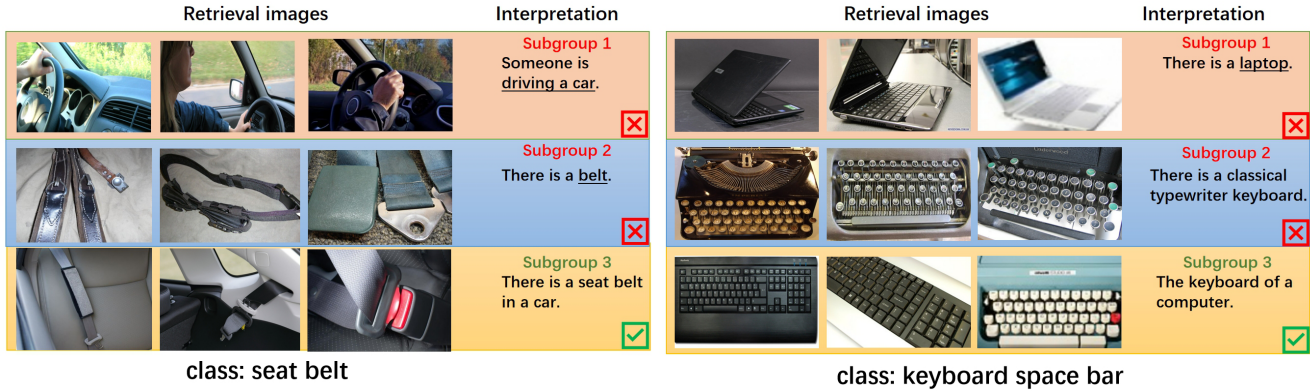 Retrieval images
Interpretation
Subgroup 1
Someone is
driving a car.
Subgroup 2
There is a belt.
Subgroup 3
There is a seat belt
in a car.
class: seat belt
Retrieval images
Interpretation
Subgroup 1
There is a laptop.
Subgroup 2
There is a classical
typewriter keyboard.
Subgroup 3
The keyboard of a
computer.
class: keyboard space bar